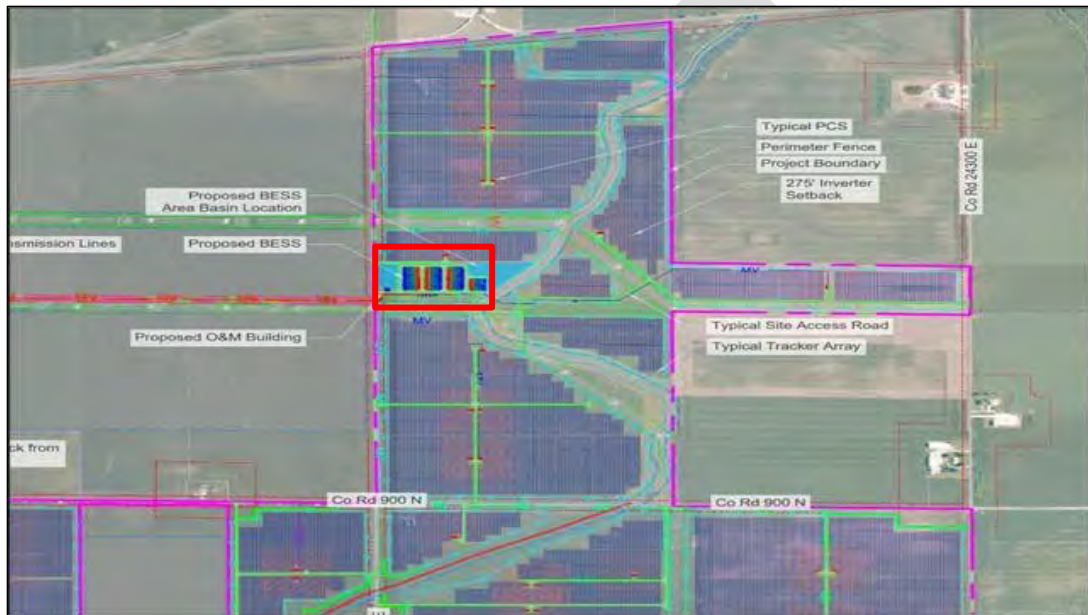 Typical PCS
Perimeter Fence
Project Boundary
275' Inverter
Setback
Co Rd 24300 E
Proposed BESS
Area Basin Location
nsmission Lines
Proposed BESS
MV
Proposed O&M Building
MV
Typical Site Access Road
Typical Tracker Array
ck from
Co Rd 900 N
Co Rd 900 N